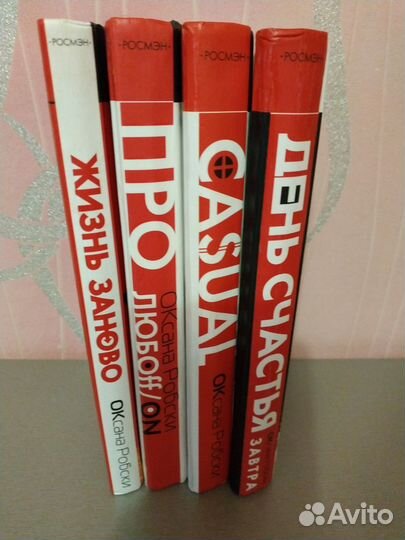 ·РОСМЭН·
ЖИЗНЬ ЗАНОВО
ОКсана Робски
·РОСМЭН·
ПРО
ЛЮБОff/ON
ОКсана Робски
·РОСМЭН·
CASUAL
ОКсана Робски
·РОСМЭН·
ДЕНЬ СЧАСТЬЯ
ЗАВТРА
Avito